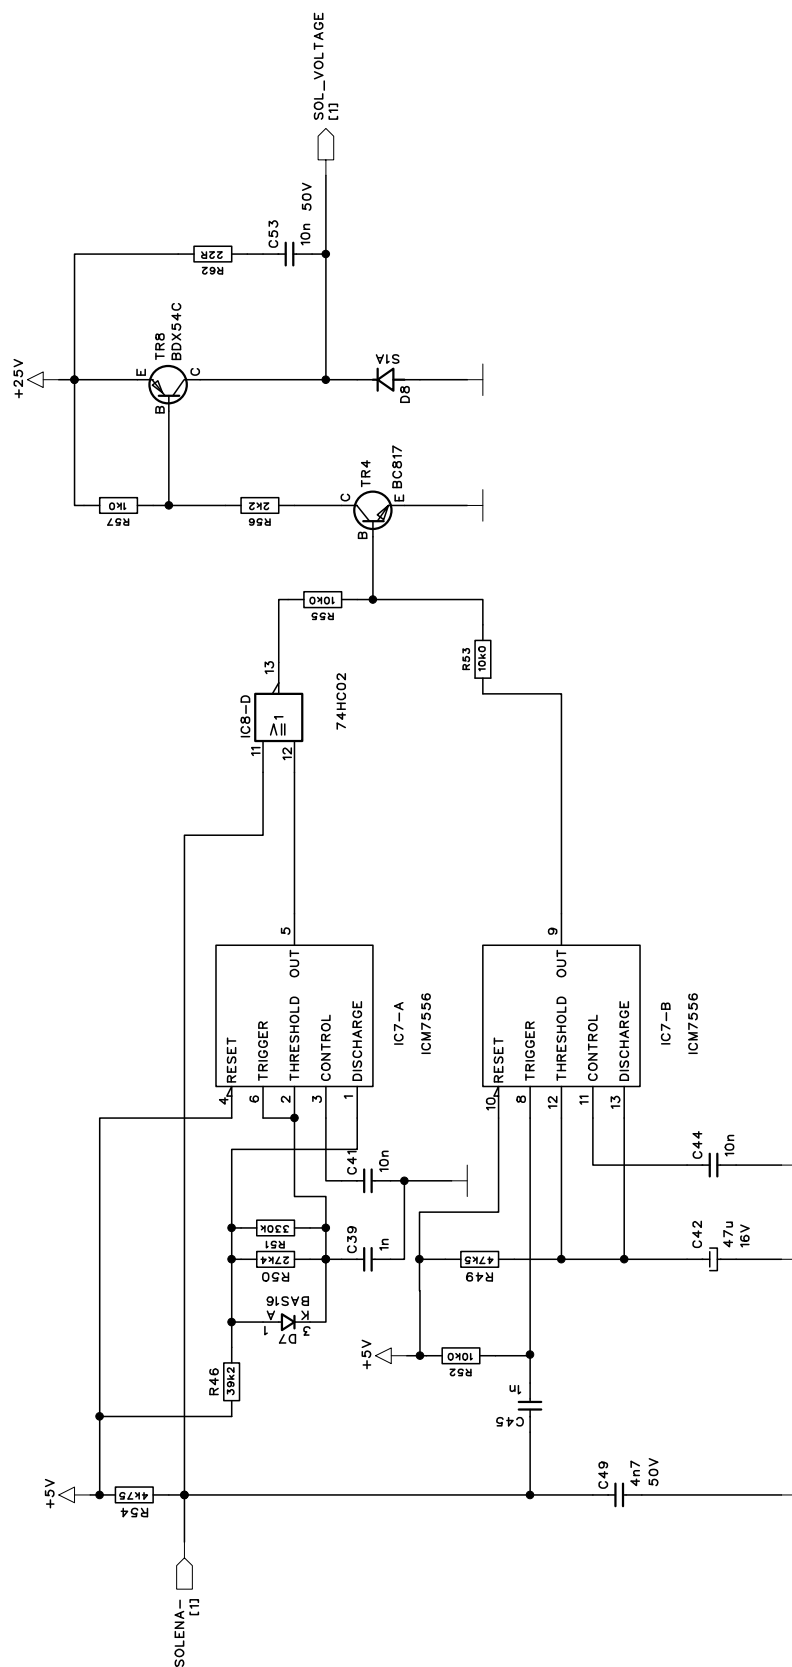 SOL_VOLTAGE
[1]
+25V
C53
10n 50V
22R
R62
TR8
BDX54C
E
C
B
S1A
D8
1k0
R57
2k2
R56
TR4
BC817
C
E
B
10k0
R55
R53
10k0
13
IC8-D
≥1
11
12
74HC02
5
OUT
RESET
TRIGGER
THRESHOLD
CONTROL
DISCHARGE
4
6
2
3
1
IC7-A
ICM7556
9
OUT
RESET
TRIGGER
THRESHOLD
CONTROL
DISCHARGE
10
8
12
11
13
IC7-B
ICM7556
C41
10n
C39
1n
330k
R51
27k4
R50
BAS16
D7
1
A
3
K
R46
39k2
C44
10n
C42
47u
16V
47k5
R49
+5V
10k0
R52
1n
C45
+5V
4k75
R54
C49
4n7
50V
SOLENA-
[1]